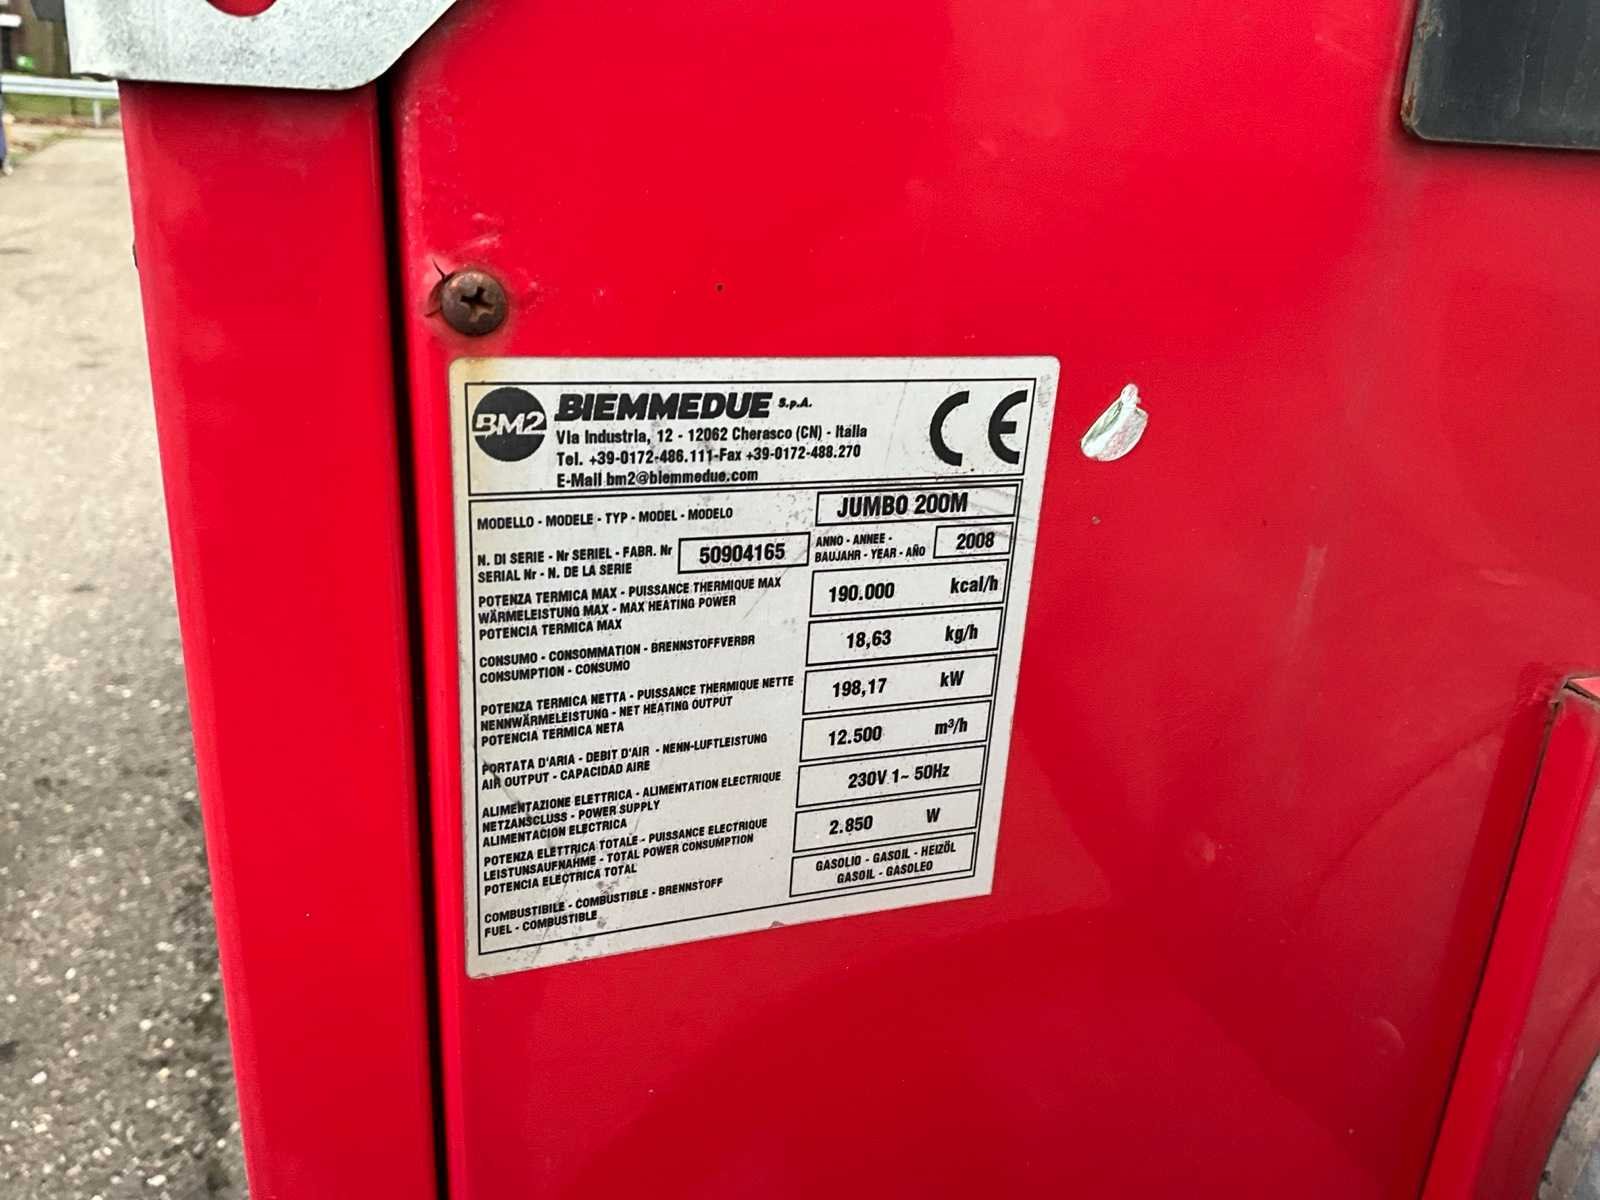 BM2 BIEMMEDUE S.p.A.
Via Industria, 12 - 12062 Cherasco (CN) - Italia
Tel. +39-0172-486.111-Fax +39-0172-488.270
E-Mail bm2@biemmedue.com
CE
MODELLO - MODELE - TYP - MODEL - MODELO JUMBO 200M
N. DI SERIE - Nr SERIEL - FABR. Nr
SERIAL Nr - N. DE LA SERIE
50904165
ANNO - ANNEE -
BAUJAHR - YEAR - AÑO
2008
POTENZA TERMICA MAX - PUISSANCE THERMIQUE MAX
WÄRMELEISTUNG MAX - MAX HEATING POWER
POTENCIA TERMICA MAX
190.000 kcal/h
CONSUMO - CONSOMMATION - BRENNSTOFFVERBR
CONSUMPTION - CONSUMO
18,63 kg/h
POTENZA TERMICA NETTA - PUISSANCE THERMIQUE NETTE
NENNWÄRMELEISTUNG - NET HEATING OUTPUT
POTENCIA TERMICA NETA
198,17 kW
PORTATA D'ARIA - DEBIT D'AIR - NENN-LUFTLEISTUNG
AIR OUTPUT - CAPACIDAD AIRE
12.500 m³/h
ALIMENTAZIONE ELETTRICA - ALIMENTATION ELECTRIQUE
NETZANSCLUSS - POWER SUPPLY
ALIMENTACION ELECTRICA
230V 1~ 50Hz
POTENZA ELETTRICA TOTALE - PUISSANCE ELECTRIQUE
LEISTUNSAUFNAHME - TOTAL POWER CONSUMPTION
POTENCIA ELECTRICA TOTAL
2.850 W
COMBUSTIBILE - COMBUSTIBLE - BRENNSTOFF
FUEL - COMBUSTIBLE
GASOLIO - GASOIL - HEIZÖL
GASOIL - GASOLEO